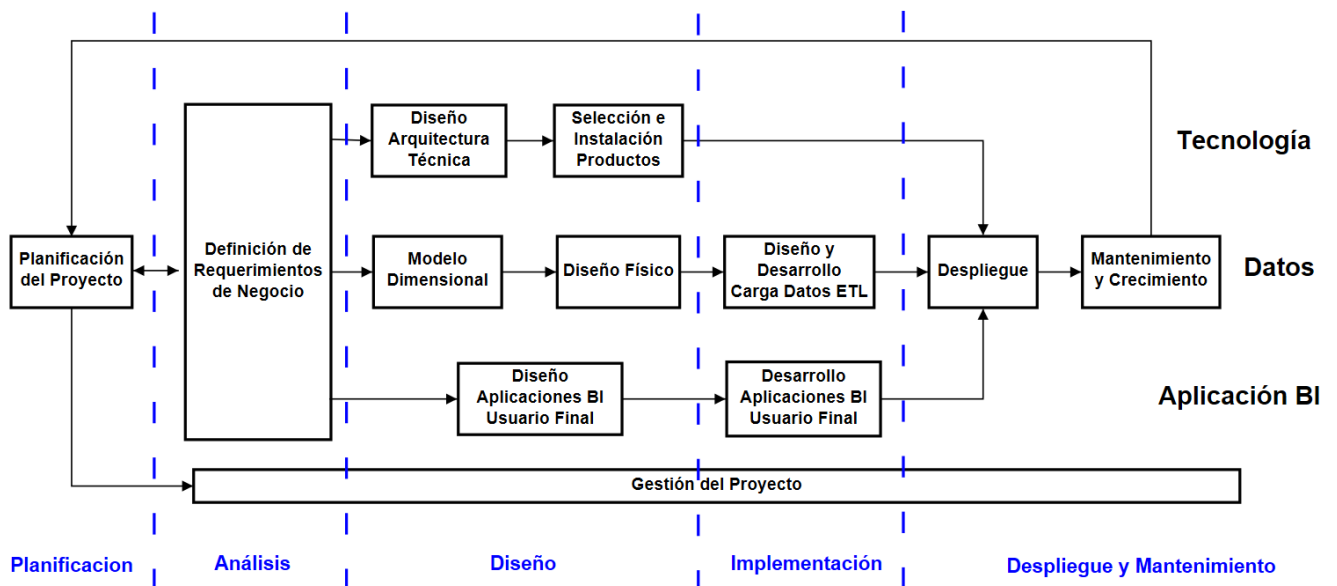 Diseño
Arquitectura
Técnica
Selección e
Instalación
Productos
Tecnología
Planificación
del Proyecto
Definición de
Requerimientos
de Negocio
Modelo
Dimensional
Diseño Físico
Diseño y
Desarrollo
Carga Datos ETL
Despliegue
Mantenimiento
y Crecimiento
Datos
Diseño
Aplicaciones BI
Usuario Final
Desarrollo
Aplicaciones BI
Usuario Final
Aplicación BI
Gestión del Proyecto
Planificacion
Análisis
Diseño
Implementación
Despliegue y Mantenimiento